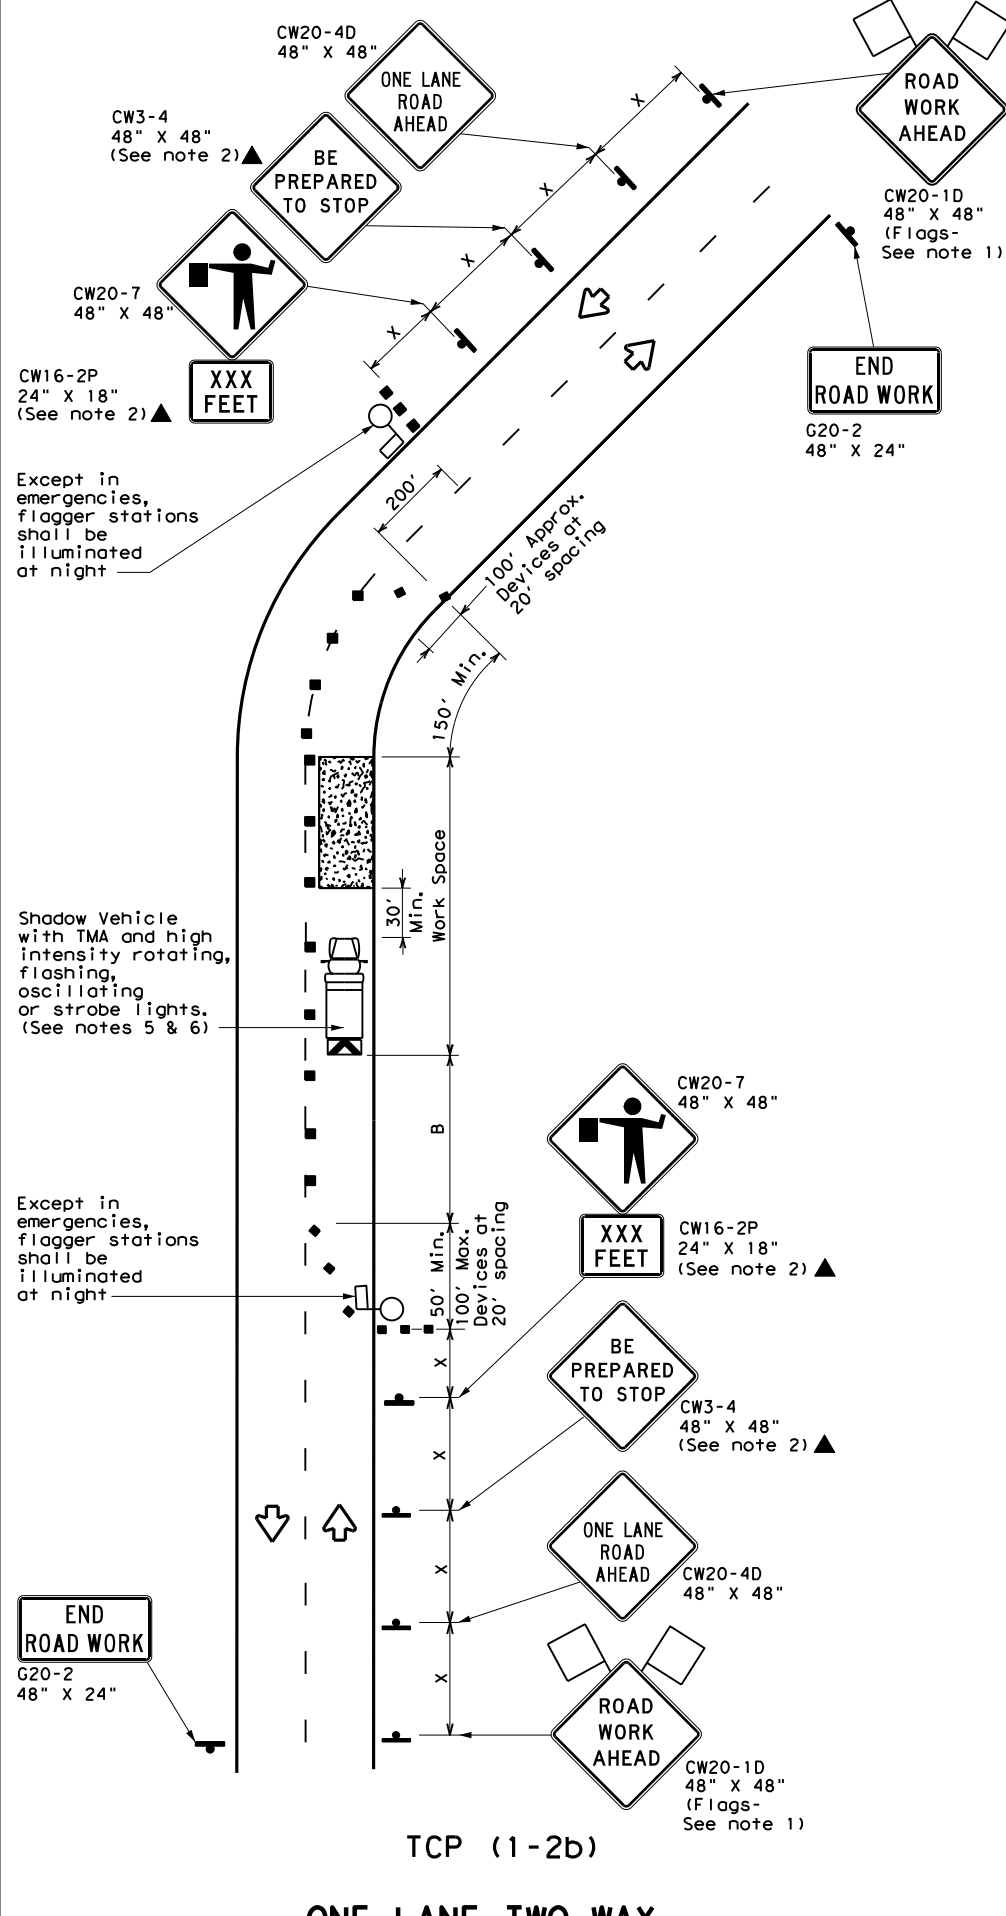 CW20-4D
48" X 48"
ONE LANE
ROAD
AHEAD
ROAD
WORK
AHEAD
CW20-1D
48" X 48"
(Flags-
See note 1)
CW3-4
48" X 48"
(See note 2)
BE
PREPARED
TO STOP
X
X
X
X
CW20-7
48" X 48"
CW16-2P
24" X 18"
(See note 2)
XXX
FEET
END
ROAD WORK
G20-2
48" X 24"
Except in
emergencies,
flagger stations
shall be
illuminated
at night
200'
100' Approx.
Devices at
20' spacing
150' Min.
Work Space
30'
Min.
Shadow Vehicle
with TMA and high
intensity rotating,
flashing,
oscillating
or strobe lights.
(See notes 5 & 6)
B
CW20-7
48" X 48"
XXX
FEET
CW16-2P
24" X 18"
(See note 2)
Except in
emergencies,
flagger stations
shall be
illuminated
at night
50' Min.
100' Max.
Devices at
20' spacing
X
X
X
X
BE
PREPARED
TO STOP
CW3-4
48" X 48"
(See note 2)
ONE LANE
ROAD
AHEAD
CW20-4D
48" X 48"
END
ROAD WORK
G20-2
48" X 24"
ROAD
WORK
AHEAD
CW20-1D
48" X 48"
(Flags-
See note 1)
TCP (1-2b)
ONE LANE TWO WAY